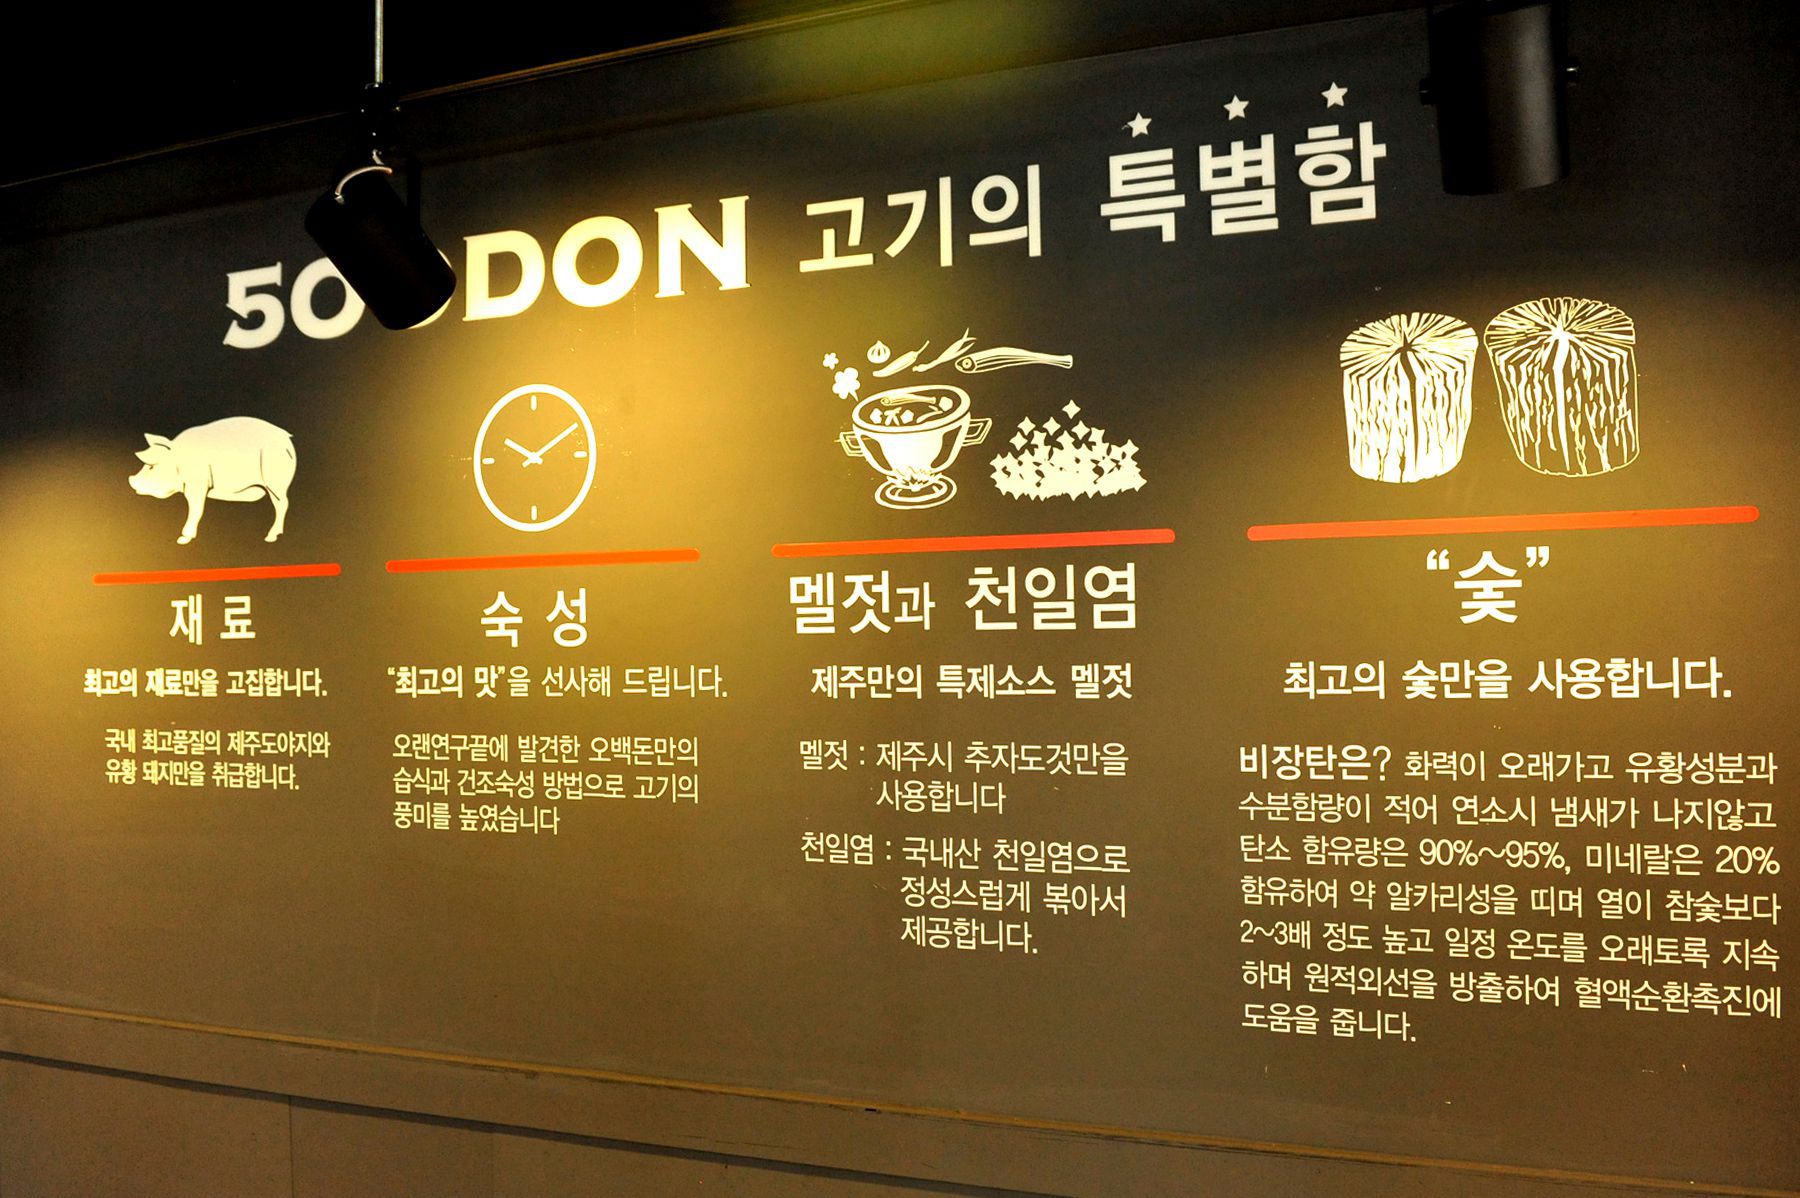 500DON 고기의 특별함
재료
최고의 재료만을 고집합니다.
국내 최고품질의 제주도야지와
유황 돼지만을 취급합니다.
숙성
“최고의 맛”을 선사해 드립니다.
오랜연구끝에 발견한 오백돈만의
습식과 건조숙성 방법으로 고기의
풍미를 높였습니다
멜젓과 천일염
제주만의 특제소스 멜젓
멜젓 : 제주시 추자도것만을
사용합니다
천일염 : 국내산 천일염으로
정성스럽게 볶아서
제공합니다.
“숯”
최고의 숯만을 사용합니다.
비장탄은? 화력이 오래가고 유황성분과
수분함량이 적어 연소시 냄새가 나지않고
탄소 함유량은 90%~95%, 미네랄은 20%
함유하여 약 알카리성을 띠며 열이 참숯보다
2~3배 정도 높고 일정 온도를 오래토록 지속
하며 원적외선을 방출하여 혈액순환촉진에
도움을 줍니다.